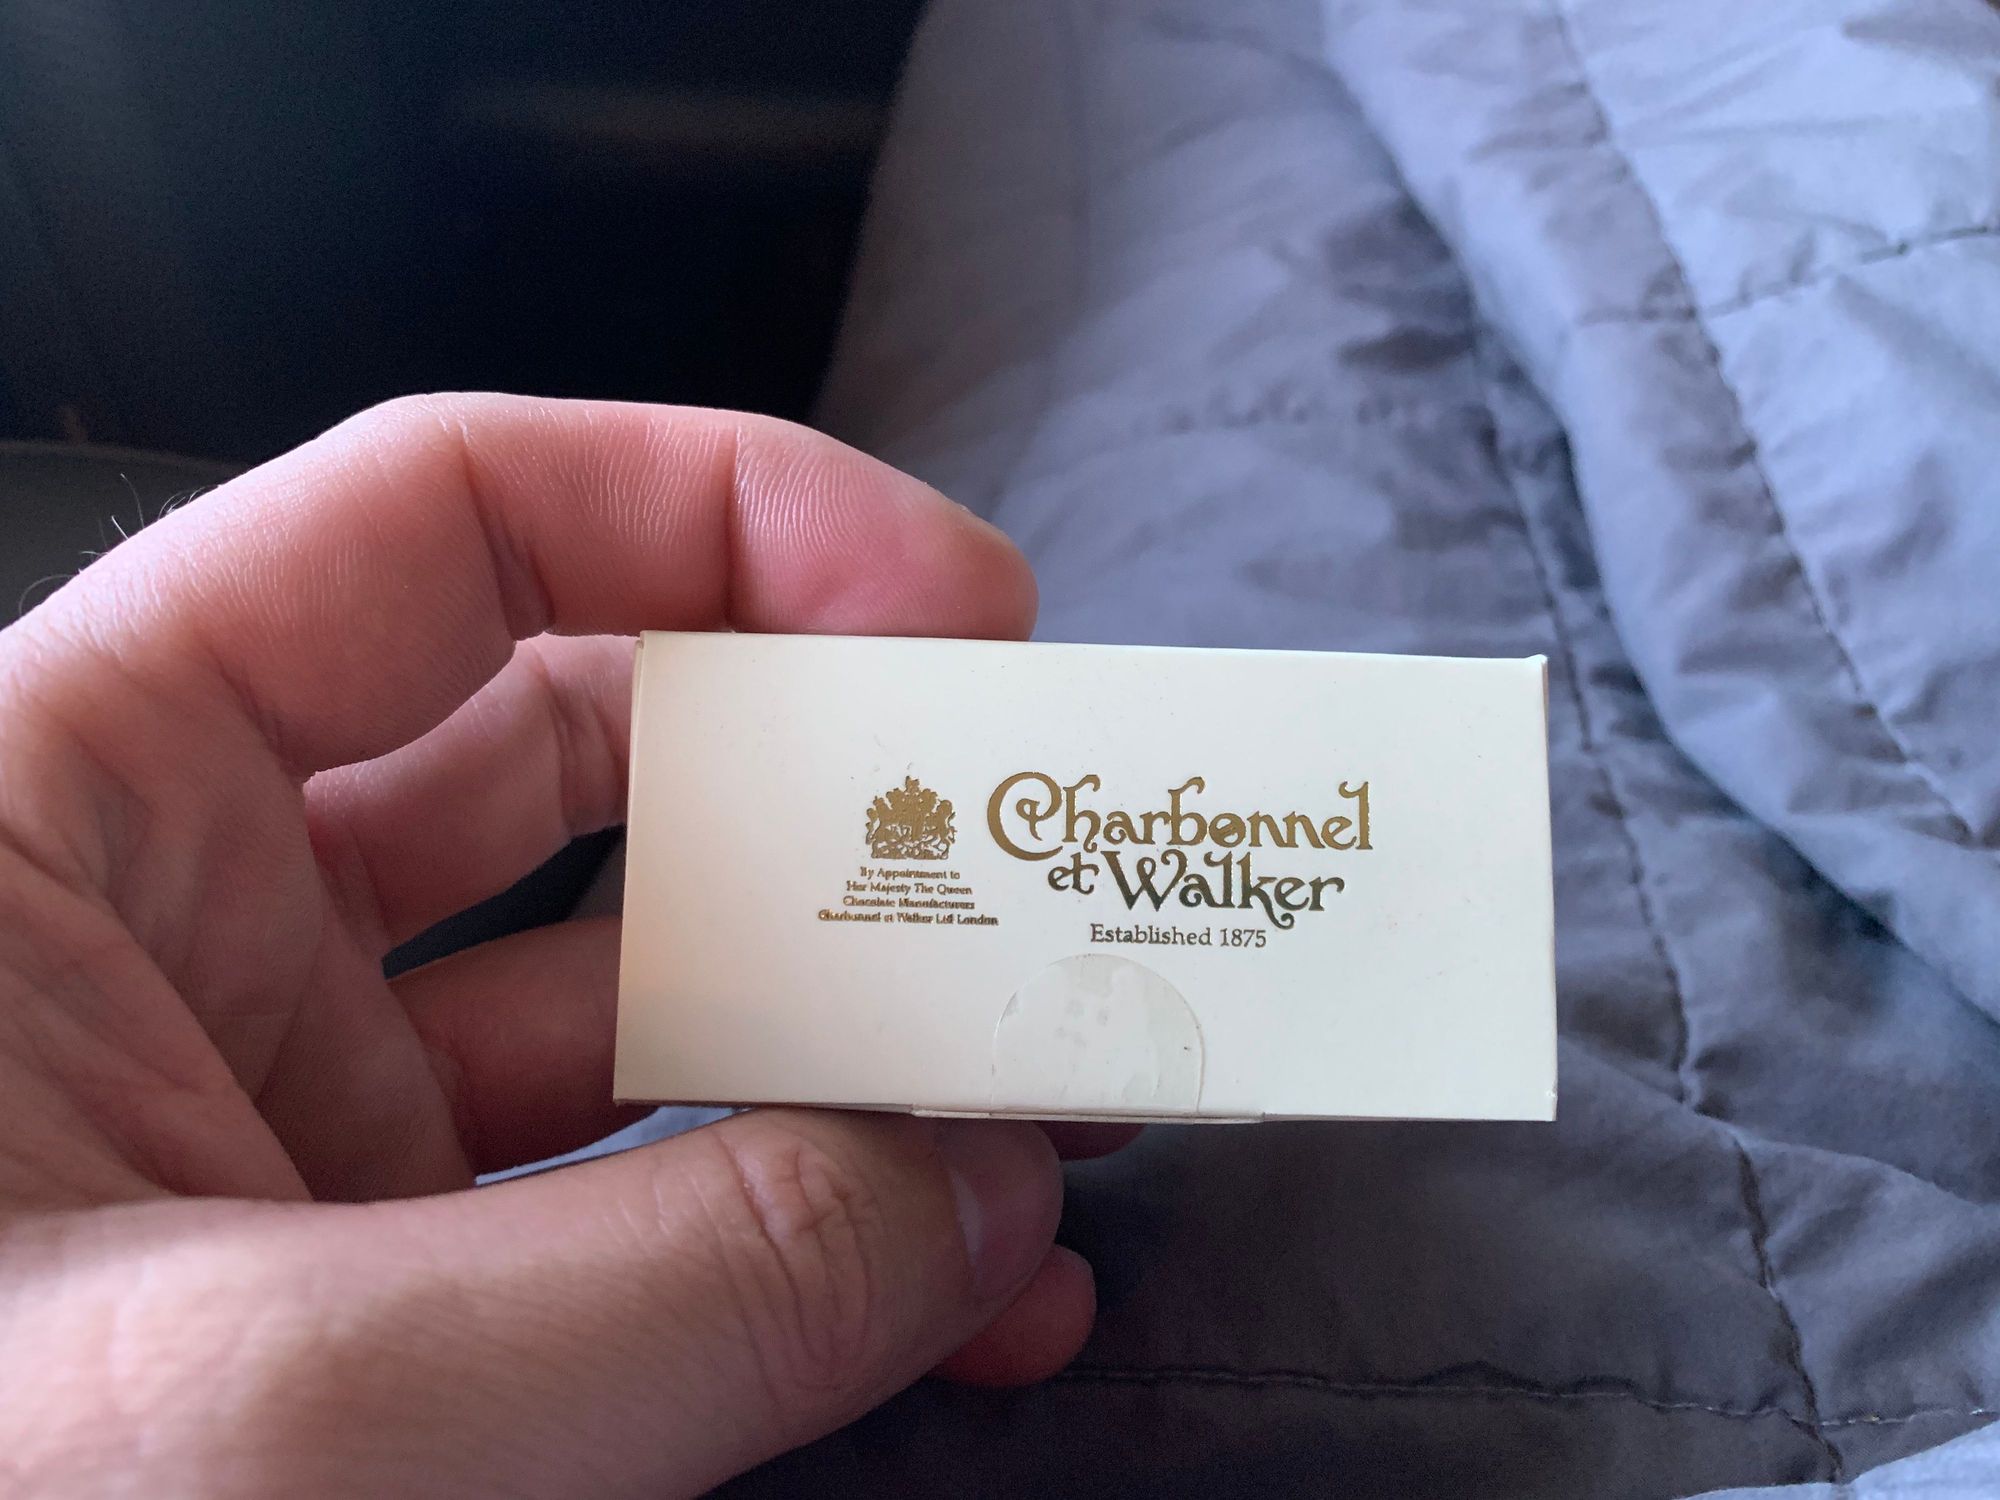 Charbonnel
et Walker
Established 1875
By Appointment to
Her Majesty The Queen
Chocolate Manufacturers
Charbonnel et Walker Ltd London